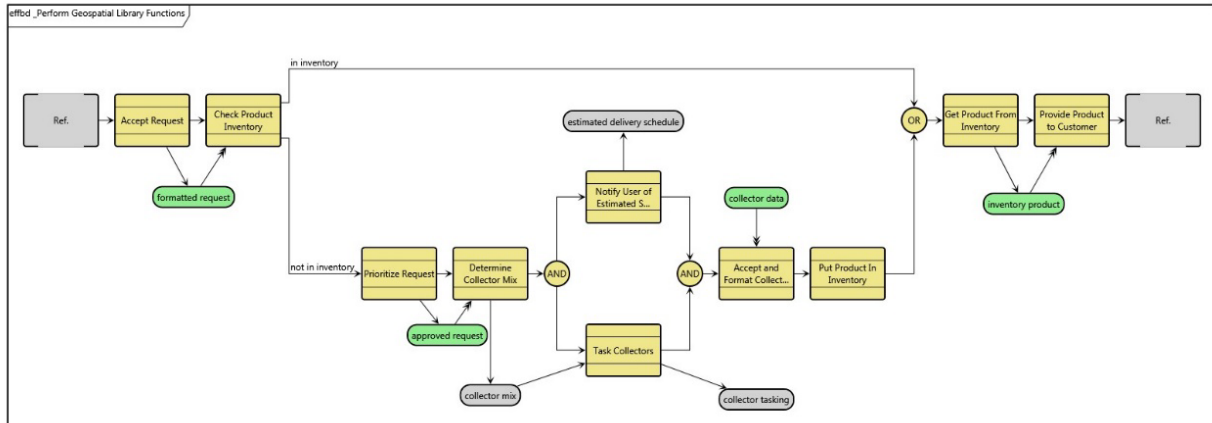 effbd _Perform Geospatial Library Functions
in inventory
Ref.
Accept Request
Check Product
Inventory
formatted request
not in inventory
Prioritize Request
Determine
Collector Mix
approved request
collector mix
AND
estimated delivery schedule
Notify User of
Estimated S...
Task Collectors
collector tasking
AND
collector data
Accept and
Format Collect...
Put Product In
Inventory
OR
Get Product From
Inventory
Provide Product
to Customer
inventory product
Ref.